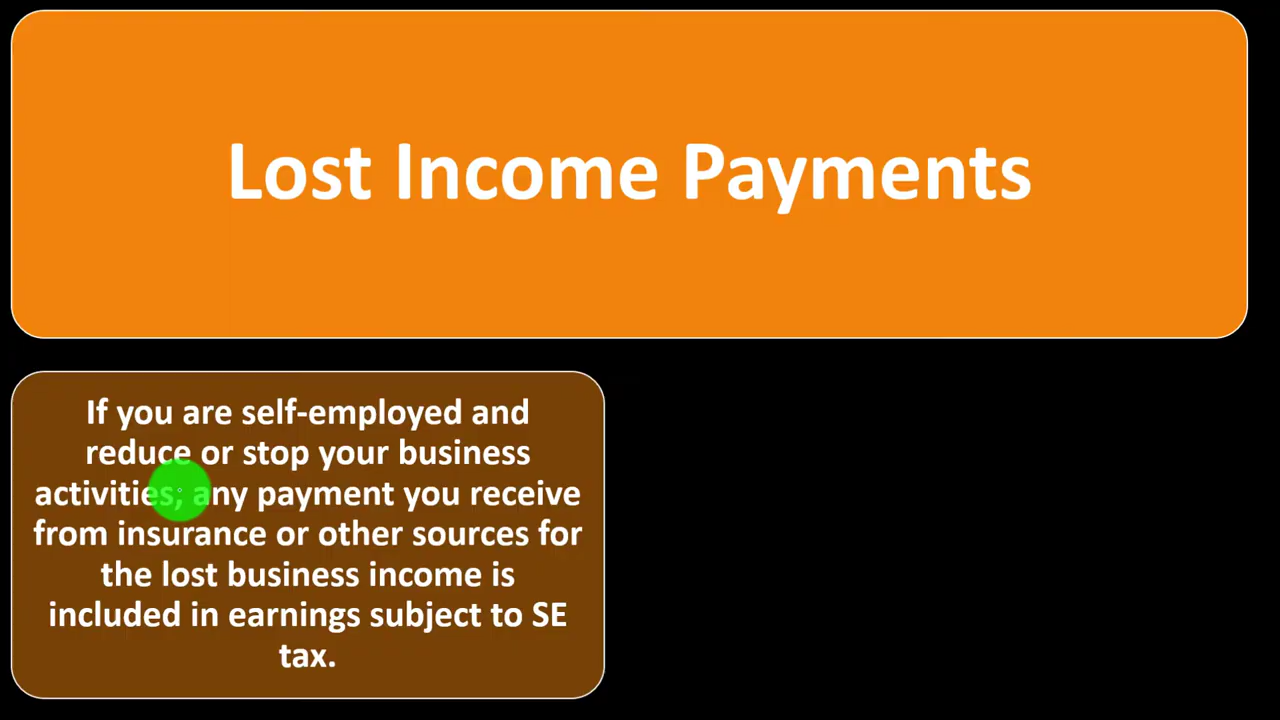 Lost Income Payments
If you are self-employed and
reduce or stop your business
activities; any payment you receive
from insurance or other sources for
the lost business income is
included in earnings subject to SE
tax.